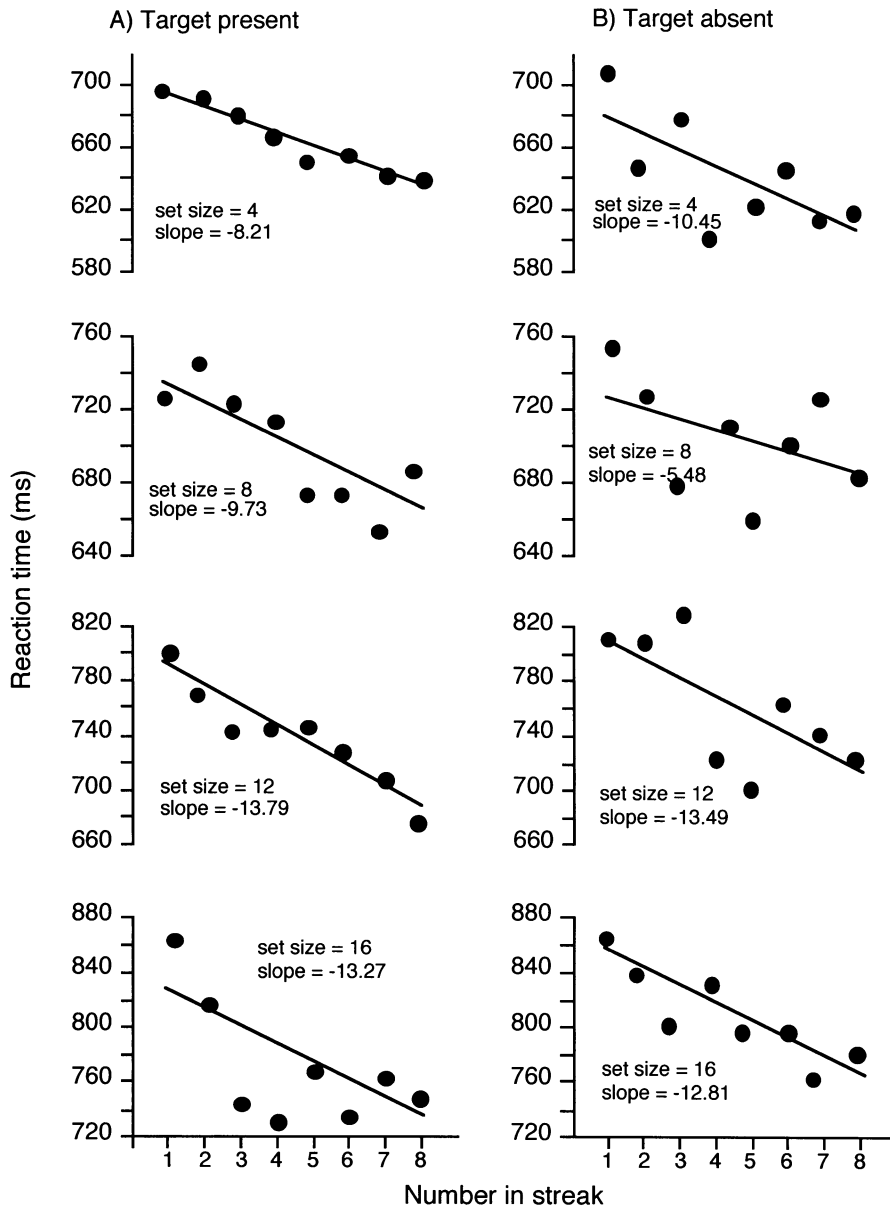 A) Target present
B) Target absent
700
660
620
580
set size = 4
slope = -8.21
700
660
620
580
set size = 4
slope = -10.45
760
720
680
640
set size = 8
slope = -9.73
760
720
680
640
set size = 8
slope = -5.48
Reaction time (ms)
820
780
740
700
660
set size = 12
slope = -13.79
820
780
740
700
660
set size = 12
slope = -13.49
880
840
800
760
720
set size = 16
slope = -13.27
1 2 3 4 5 6 7 8
880
840
800
760
720
set size = 16
slope = -12.81
1 2 3 4 5 6 7 8
Number in streak